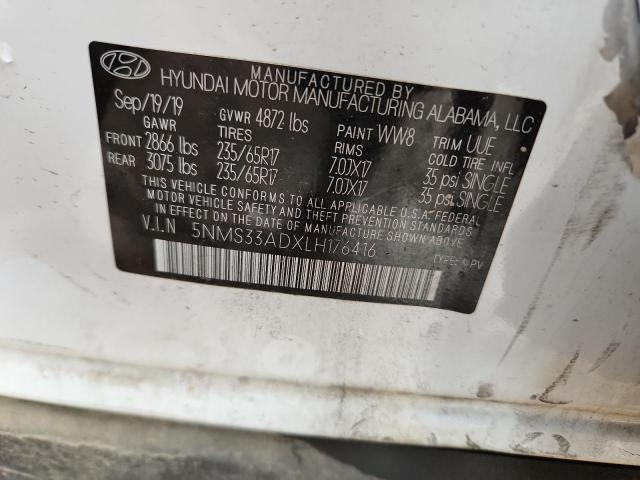 MANUFACTURED BY
HYUNDAI MOTOR MANUFACTURING ALABAMA, LLC
Sep/19/19 GVWR 4872 lbs PAINT WW8 TRIM UUE
GAWR TIRES RIMS COLD TIRE INFL
FRONT 2866 lbs 235/65R17 7.0JX17 35 psi SINGLE
REAR 3075 lbs 235/65R17 7.0JX17 35 psi SINGLE
THIS VEHICLE CONFORMS TO ALL APPLICABLE U.S.A. FEDERAL
MOTOR VEHICLE SAFETY AND THEFT PREVENTION STANDARDS
IN EFFECT ON THE DATE OF MANUFACTURE SHOWN ABOVE.
V.I.N 5NMS33ADXLH176416
TYPE: MPV